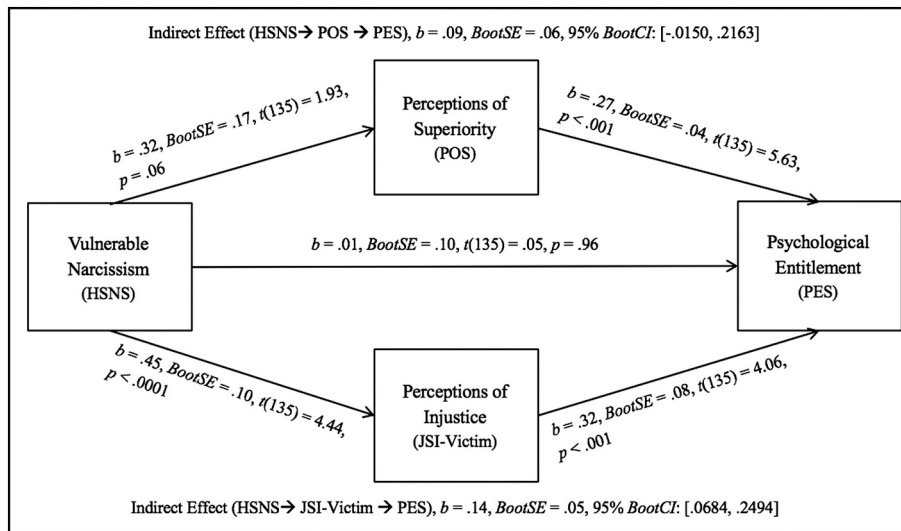 Indirect Effect (HSNS→ POS → PES), b = .09, BootSE = .06, 95% BootCI: [-.0150, .2163]
b = .32, BootSE = .17, t(135) = 1.93,
p = .06
Perceptions of
Superiority
(POS)
b = .27, BootSE = .04, t(135) = 5.63,
p < .001
Vulnerable
Narcissism
(HSNS)
b = .01, BootSE = .10, t(135) = .05, p = .96
Psychological
Entitlement
(PES)
b = .45, BootSE = .10, t(135) = 4.44,
p < .0001
Perceptions of
Injustice
(JSI-Victim)
b = .32, BootSE = .08, t(135) = 4.06,
p < .001
Indirect Effect (HSNS→ JSI-Victim → PES), b = .14, BootSE = .05, 95% BootCI: [.0684, .2494]